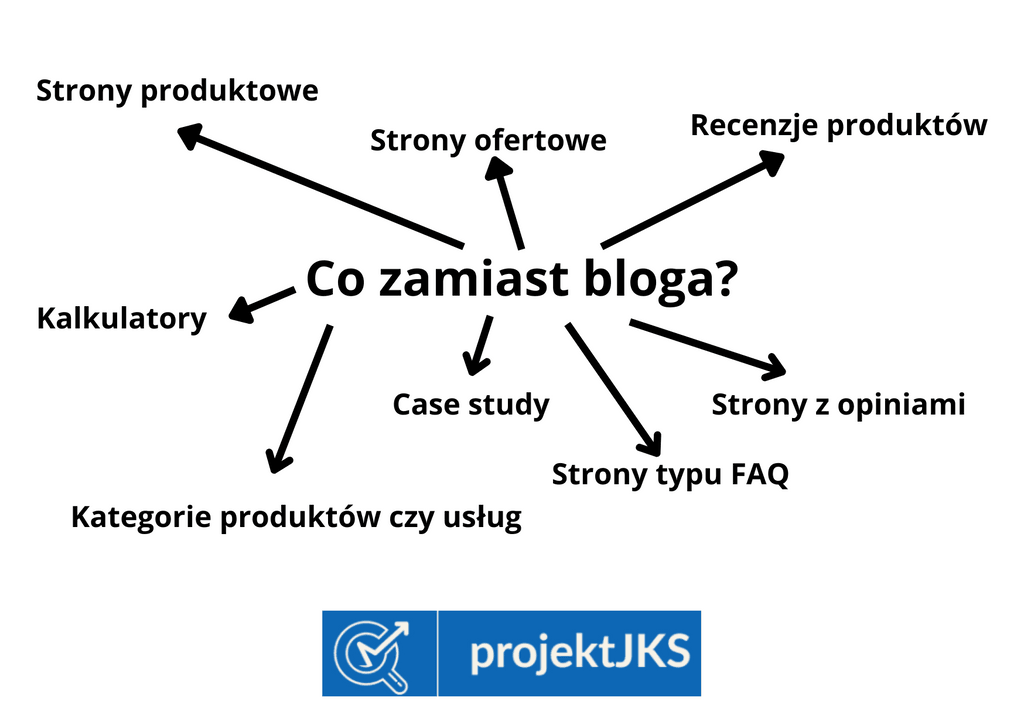 Strony produktowe
Strony ofertowe
Recenzje produktów
Co zamiast bloga?
Kalkulatory
Case study
Strony z opiniami
Strony typu FAQ
Kategorie produktów czy usług
projektJKS